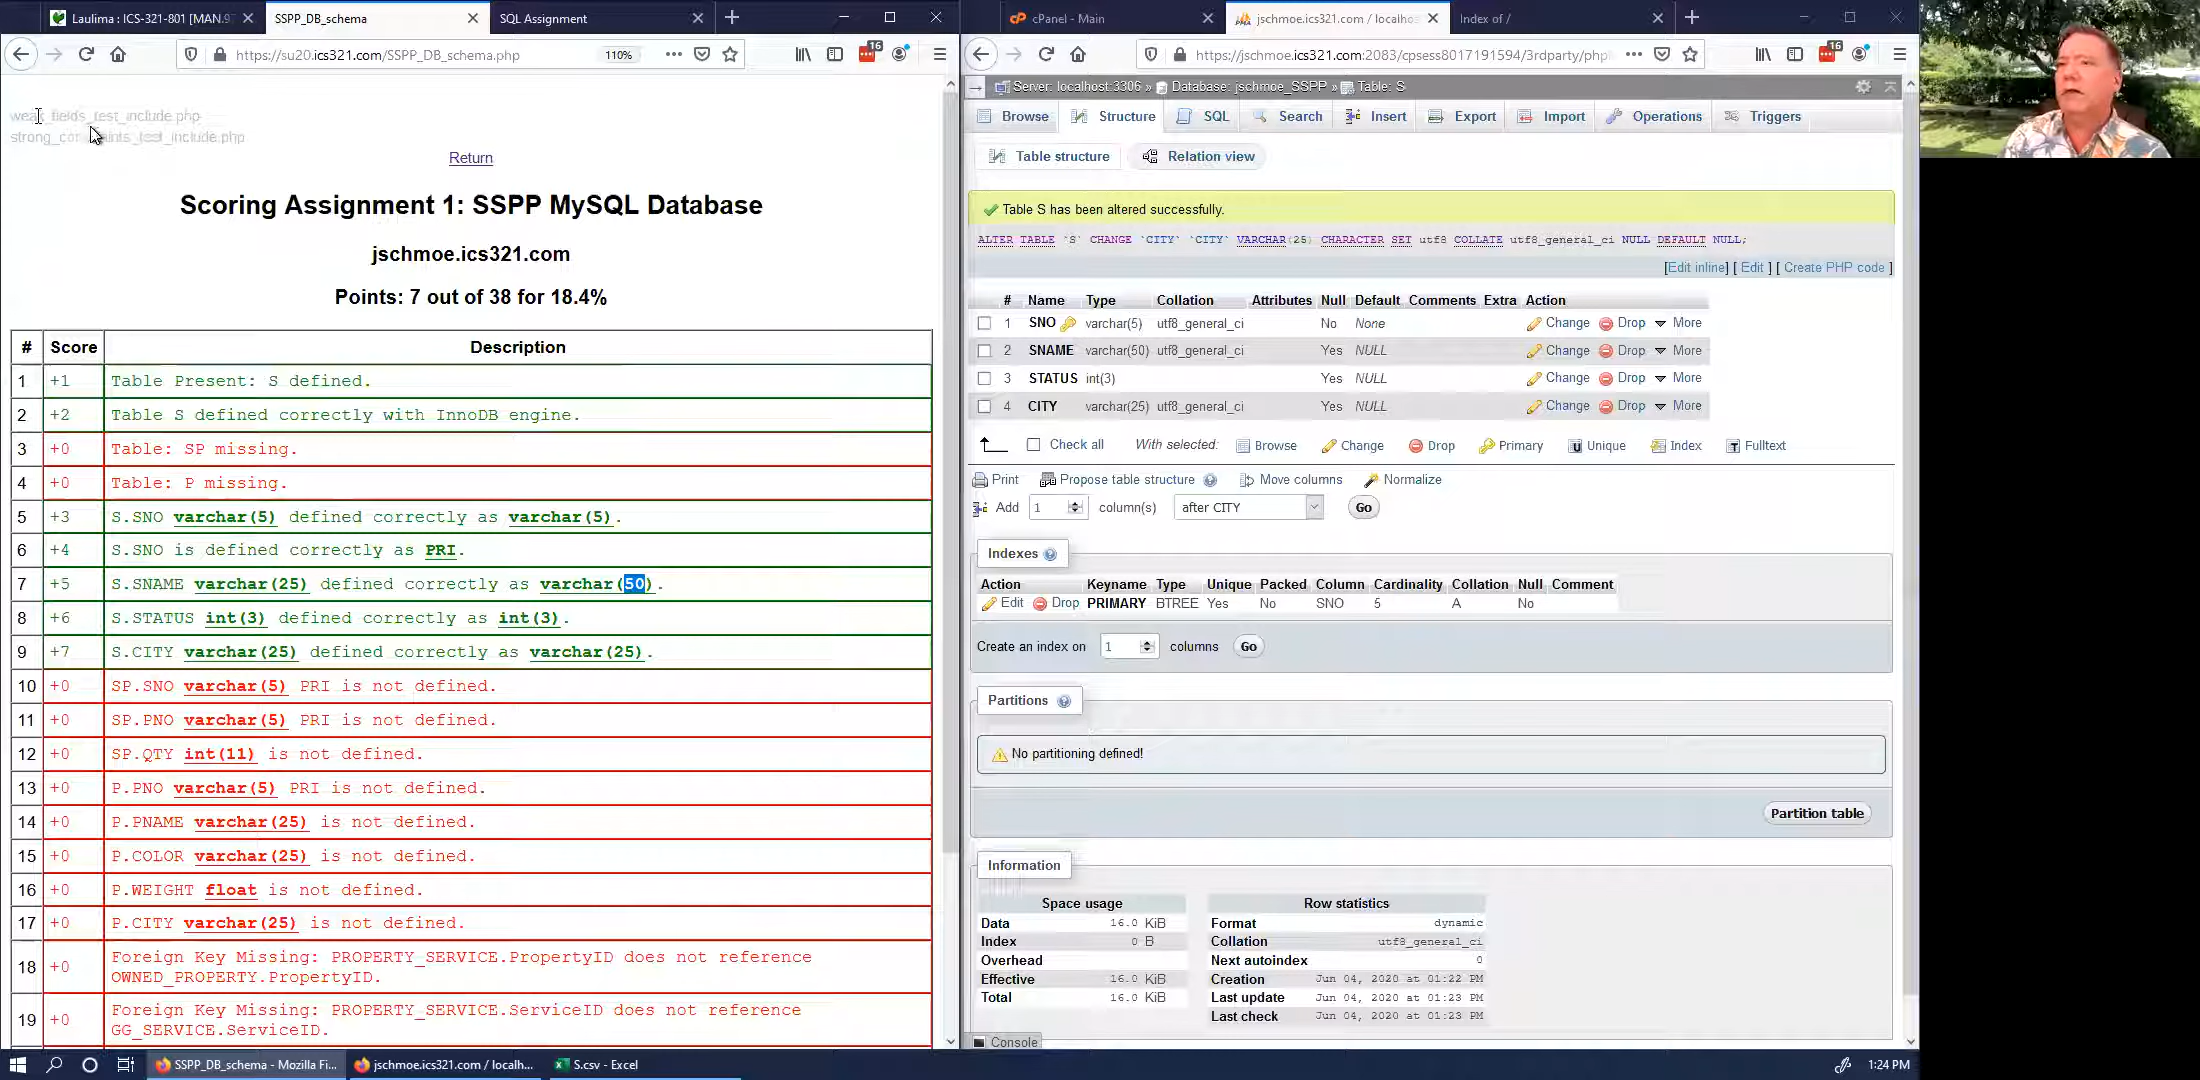 Laulima : ICS-321-801 [MAN.9
SSPP_DB_schema
SQL Assignment
https://su20.ics321.com/SSPP_DB_schema.php
110%
16
weak_fields_test_include.php
strong_constraints_test_include.php
Return
Scoring Assignment 1: SSPP MySQL Database
jschmoe.ics321.com
Points: 7 out of 38 for 18.4%
# Score Description
1 +1 Table Present: S defined.
2 +2 Table S defined correctly with InnoDB engine.
3 +0 Table: SP missing.
4 +0 Table: P missing.
5 +3 S.SNO varchar(5) defined correctly as varchar(5).
6 +4 S.SNO is defined correctly as PRI.
7 +5 S.SNAME varchar(25) defined correctly as varchar(50).
8 +6 S.STATUS int(3) defined correctly as int(3).
9 +7 S.CITY varchar(25) defined correctly as varchar(25).
10 +0 SP.SNO varchar(5) PRI is not defined.
11 +0 SP.PNO varchar(5) PRI is not defined.
12 +0 SP.QTY int(11) is not defined.
13 +0 P.PNO varchar(5) PRI is not defined.
14 +0 P.PNAME varchar(25) is not defined.
15 +0 P.COLOR varchar(25) is not defined.
16 +0 P.WEIGHT float is not defined.
17 +0 P.CITY varchar(25) is not defined.
18 +0 Foreign Key Missing: PROPERTY_SERVICE.PropertyID does not reference
OWNED_PROPERTY.PropertyID.
19 +0 Foreign Key Missing: PROPERTY_SERVICE.ServiceID does not reference
GG_SERVICE.ServiceID.
cPanel - Main
jschmoe.ics321.com / localhos
Index of /
https://jschmoe.ics321.com:2083/cpsess8017191594/3rdparty/php
16
Server: localhost:3306 » Database: jschmoe_SSPP » Table: S
Browse Structure SQL Search Insert Export Import Operations Triggers
Table structure Relation view
Table S has been altered successfully.
ALTER TABLE `S` CHANGE `CITY` `CITY` VARCHAR(25) CHARACTER SET utf8 COLLATE utf8_general_ci NULL DEFAULT NULL;
[Edit inline] [ Edit ] [ Create PHP code ]
# Name Type Collation Attributes Null Default Comments Extra Action
1 SNO varchar(5) utf8_general_ci No None Change Drop More
2 SNAME varchar(50) utf8_general_ci Yes NULL Change Drop More
3 STATUS int(3) Yes NULL Change Drop More
4 CITY varchar(25) utf8_general_ci Yes NULL Change Drop More
Check all With selected: Browse Change Drop Primary Unique Index Fulltext
Print Propose table structure Move columns Normalize
Add 1 column(s) after CITY Go
Indexes
Action Keyname Type Unique Packed Column Cardinality Collation Null Comment
Edit Drop PRIMARY BTREE Yes No SNO 5 A No
Create an index on 1 columns Go
Partitions
No partitioning defined!
Partition table
Information
Space usage
Data 16.0 KiB
Index 0 B
Overhead
Effective 16.0 KiB
Total 16.0 KiB
Row statistics
Format dynamic
Collation utf8_general_ci
Next autoindex 0
Creation Jun 04, 2020 at 01:22 PM
Last update Jun 04, 2020 at 01:23 PM
Last check Jun 04, 2020 at 01:23 PM
Console
SSPP_DB_schema - Mozilla Fi...
jschmoe.ics321.com / localh...
S.csv - Excel
1:24 PM